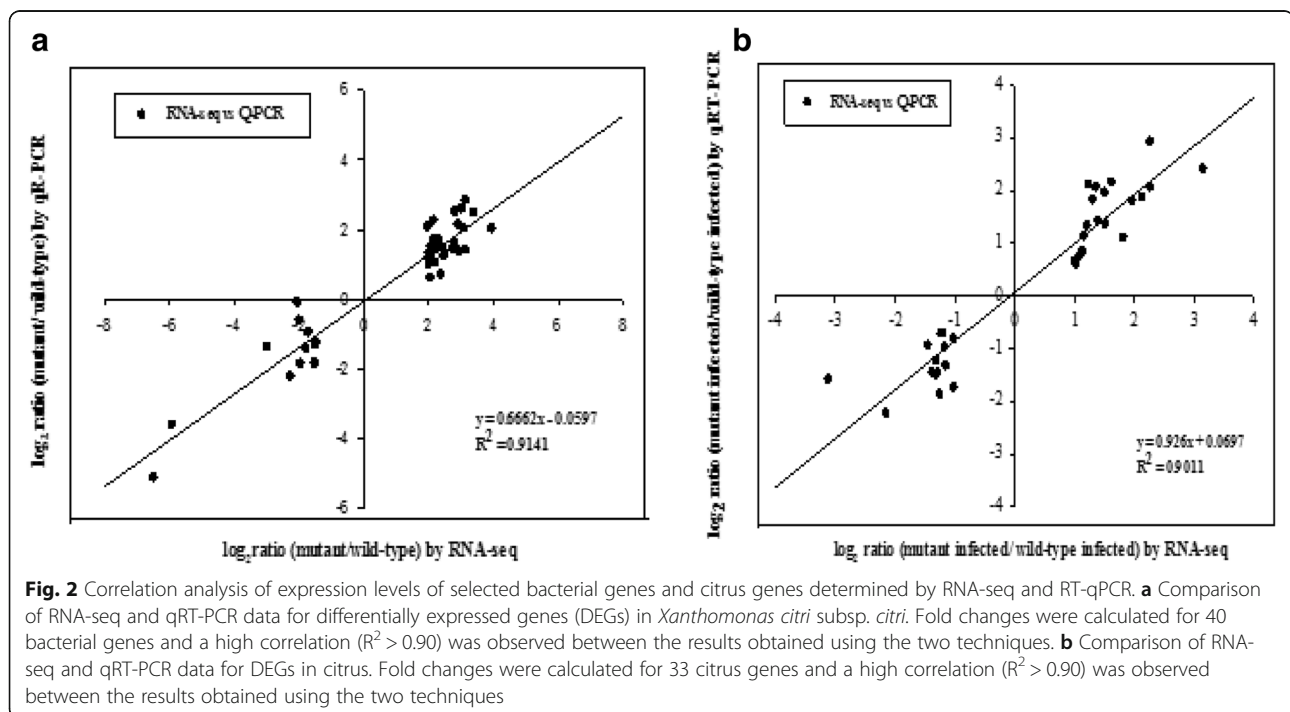 a
b
RNA-seq vs Q-PCR
RNA-seq vs Q-PCR
log2 ratio (mutant/wild-type) by qR-PCR
6
4
2
0
-2
-4
-6
-8 -6 -4 -2 0 2 4 6 8
y=0.6662x-0.0597
R2=0.9141
log2 ratio (mutant/wild-type) by RNA-seq
log2 ratio (mutant infected/wild-type infected) by qRT-PCR
4
3
2
1
0
-1
-2
-3
-4
-4 -3 -2 -1 0 1 2 3 4
y=0.926x+0.0697
R2=0.9011
log2 ratio (mutant infected/wild-type infected) by RNA-seq
Fig. 2 Correlation analysis of expression levels of selected bacterial genes and citrus genes determined by RNA-seq and RT-qPCR. a Comparison
of RNA-seq and qRT-PCR data for differentially expressed genes (DEGs) in Xanthomonas citri subsp. citri. Fold changes were calculated for 40
bacterial genes and a high correlation (R2 > 0.90) was observed between the results obtained using the two techniques. b Comparison of RNA-
seq and qRT-PCR data for DEGs in citrus. Fold changes were calculated for 33 citrus genes and a high correlation (R2 > 0.90) was observed
between the results obtained using the two techniques